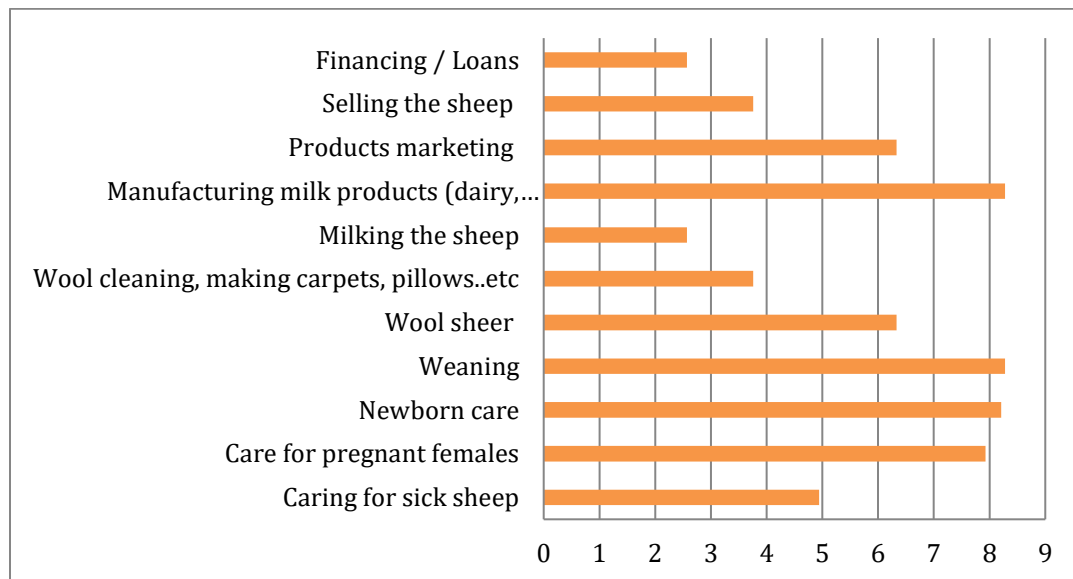 Financing / Loans
Selling the sheep
Products marketing
Manufacturing milk products (dairy,...
Milking the sheep
Wool cleaning, making carpets, pillows..etc
Wool sheer
Weaning
Newborn care
Care for pregnant females
Caring for sick sheep
0 1 2 3 4 5 6 7 8 9